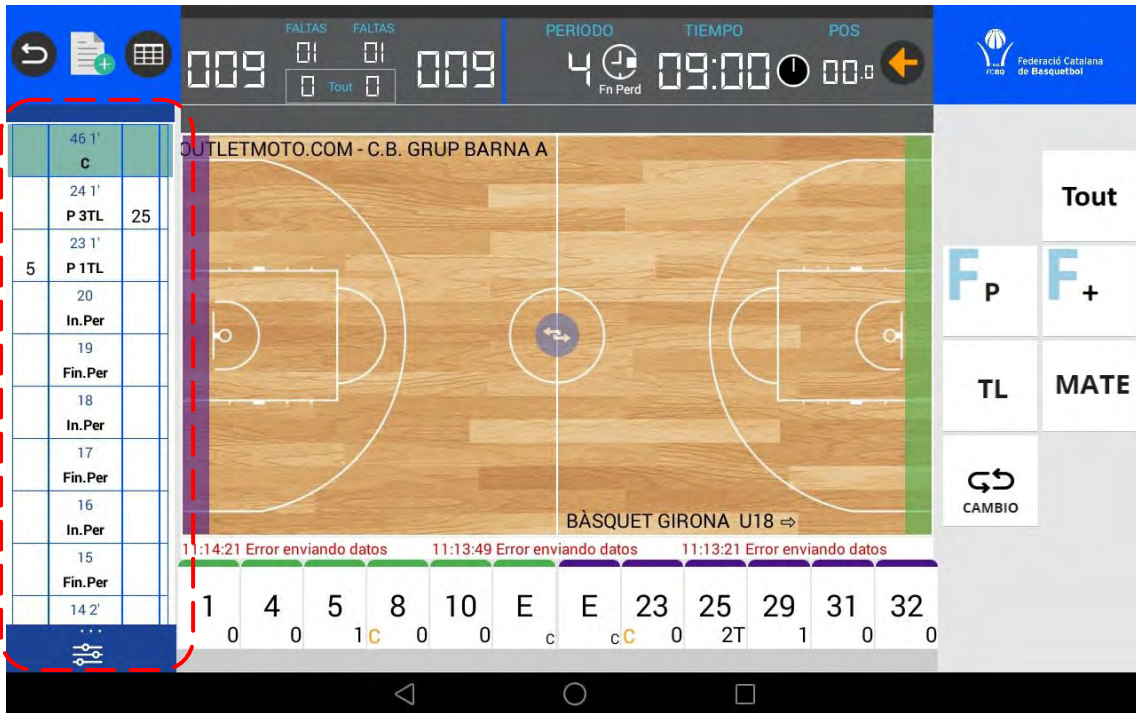 FALTAS FALTAS PERIODO TIEMPO POS
009 01 01 009 4 09:00 00.0
0 Tout 0 Fn Perd
FCBQ
Federació Catalana
de Basquetbol
46 1'
C
24 1'
P 3TL 25
23 1'
5 P 1TL
20
In.Per
19
Fin.Per
18
In.Per
17
Fin.Per
16
In.Per
15
Fin.Per
14 2'
OUTLETMOTO.COM - C.B. GRUP BARNA A
BÀSQUET GIRONA U18 ⇨
11:14:21 Error enviando datos 11:13:49 Error enviando datos 11:13:21 Error enviando datos
1 4 5 8 10 E E 23 25 29 31 32
0 0 1 C 0 0 c c C 0 2T 1 0 0
Tout
F P F +
TL MATE
CAMBIO